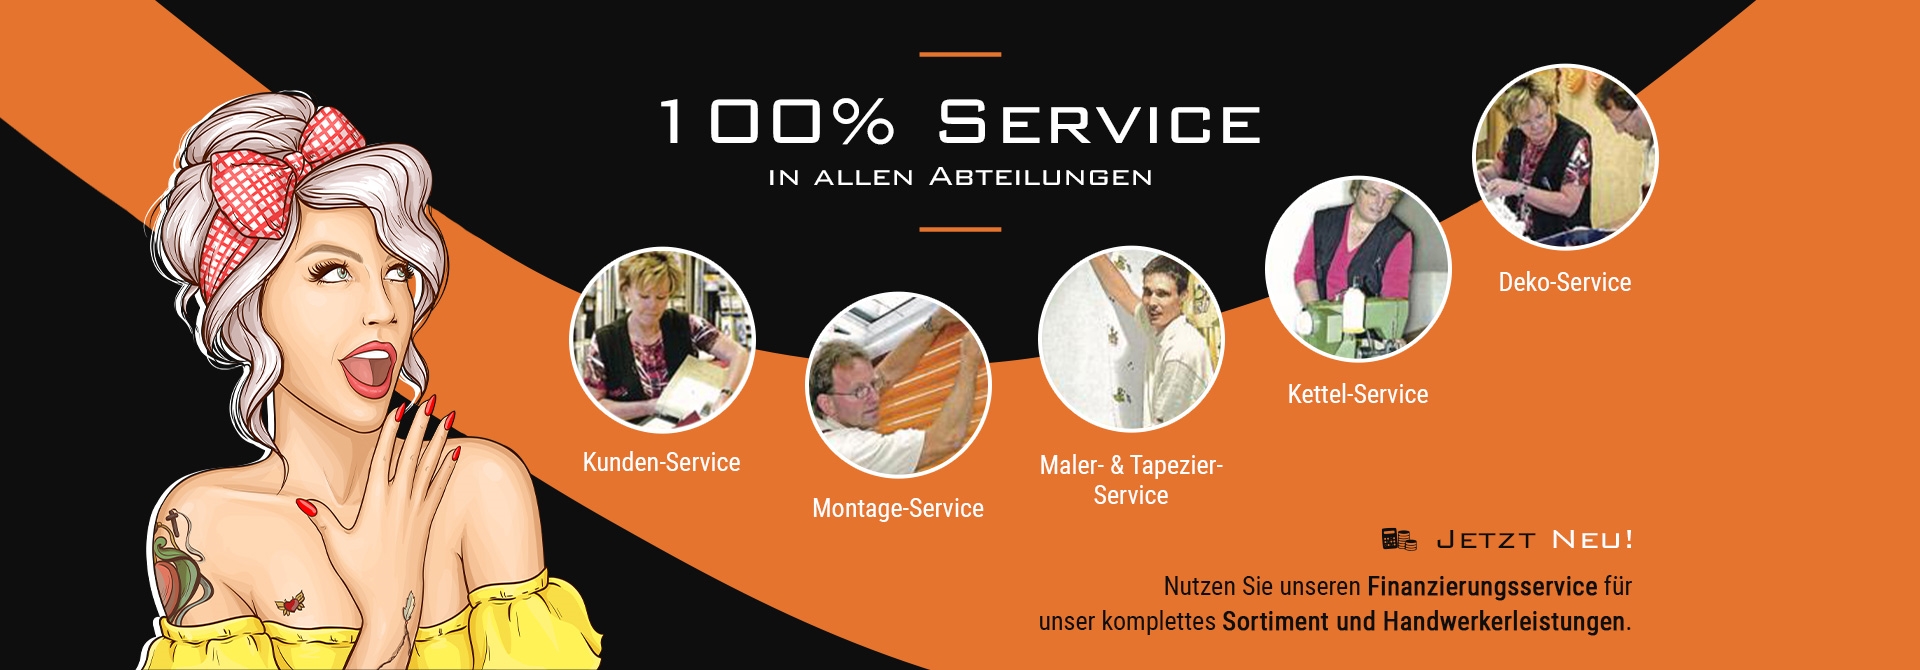 100% Service
in allen Abteilungen
Kunden-Service
Montage-Service
Maler- & Tapezier-
Service
Kettel-Service
Deko-Service
Jetzt Neu!
Nutzen Sie unseren Finanzierungsservice für
unser komplettes Sortiment und Handwerkerleistungen.